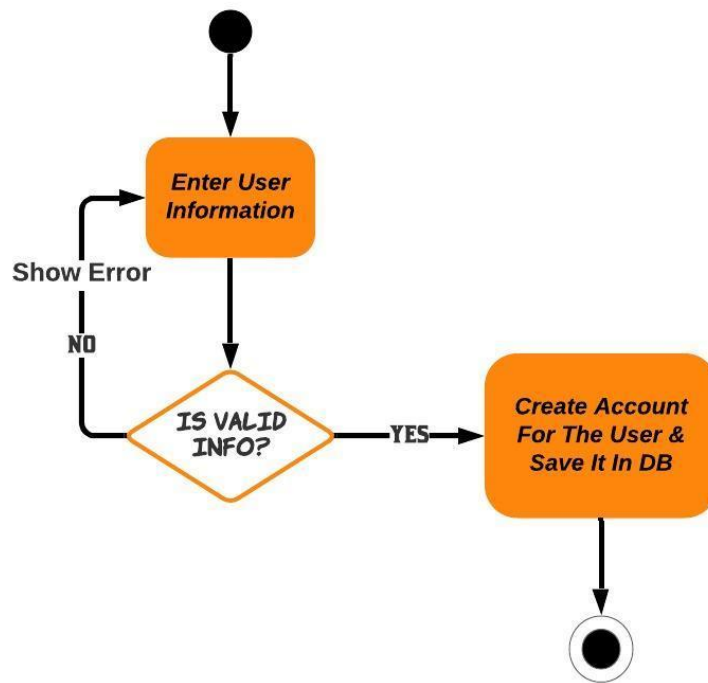 Enter User
Information
Show Error
NO
IS VALID
INFO?
YES
Create Account
For The User &
Save It In DB